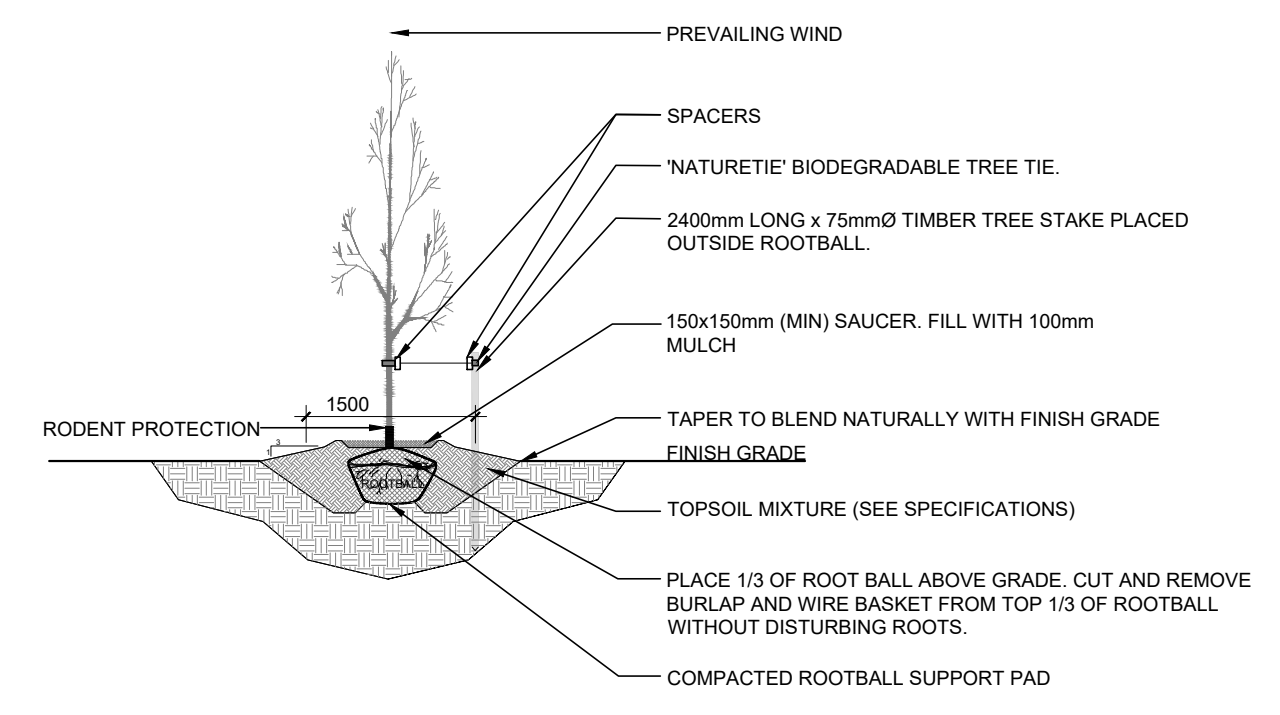 PREVAILING WIND
SPACERS
'NATURETIE' BIODEGRADABLE TREE TIE.
2400mm LONG x 75mmØ TIMBER TREE STAKE PLACED
OUTSIDE ROOTBALL.
150x150mm (MIN) SAUCER. FILL WITH 100mm
MULCH
1500
RODENT PROTECTION
TAPER TO BLEND NATURALLY WITH FINISH GRADE
3
1
FINISH GRADE
ROOTBALL
TOPSOIL MIXTURE (SEE SPECIFICATIONS)
PLACE 1/3 OF ROOT BALL ABOVE GRADE. CUT AND REMOVE
BURLAP AND WIRE BASKET FROM TOP 1/3 OF ROOTBALL
WITHOUT DISTURBING ROOTS.
COMPACTED ROOTBALL SUPPORT PAD